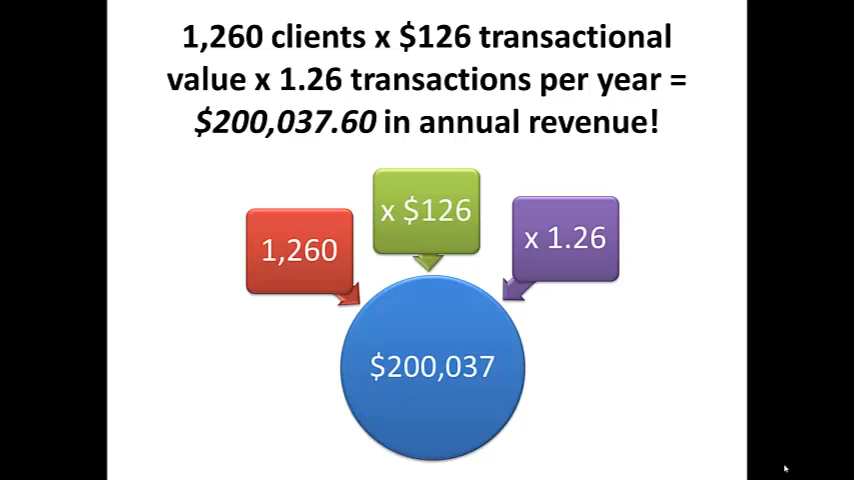 1,260 clients x $126 transactional
value x 1.26 transactions per year =
$200,037.60 in annual revenue!
x $126
1,260
x 1.26
$200,037